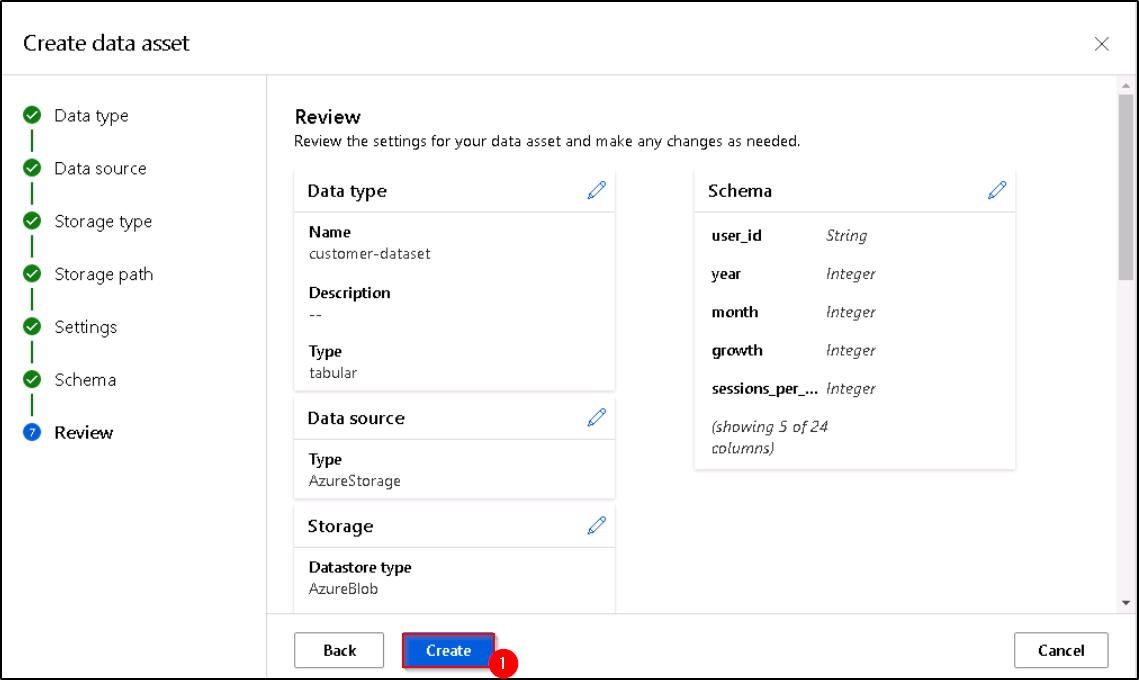 Create data asset
Data type
Data source
Storage type
Storage path
Settings
Schema
7 Review
Review
Review the settings for your data asset and make any changes as needed.
Data type
Name
customer-dataset
Description
--
Type
tabular
Data source
Type
AzureStorage
Storage
Datastore type
AzureBlob
Schema
user_id String
year Integer
month Integer
growth Integer
sessions_per_... Integer
(showing 5 of 24
columns)
Back
Create
1
Cancel